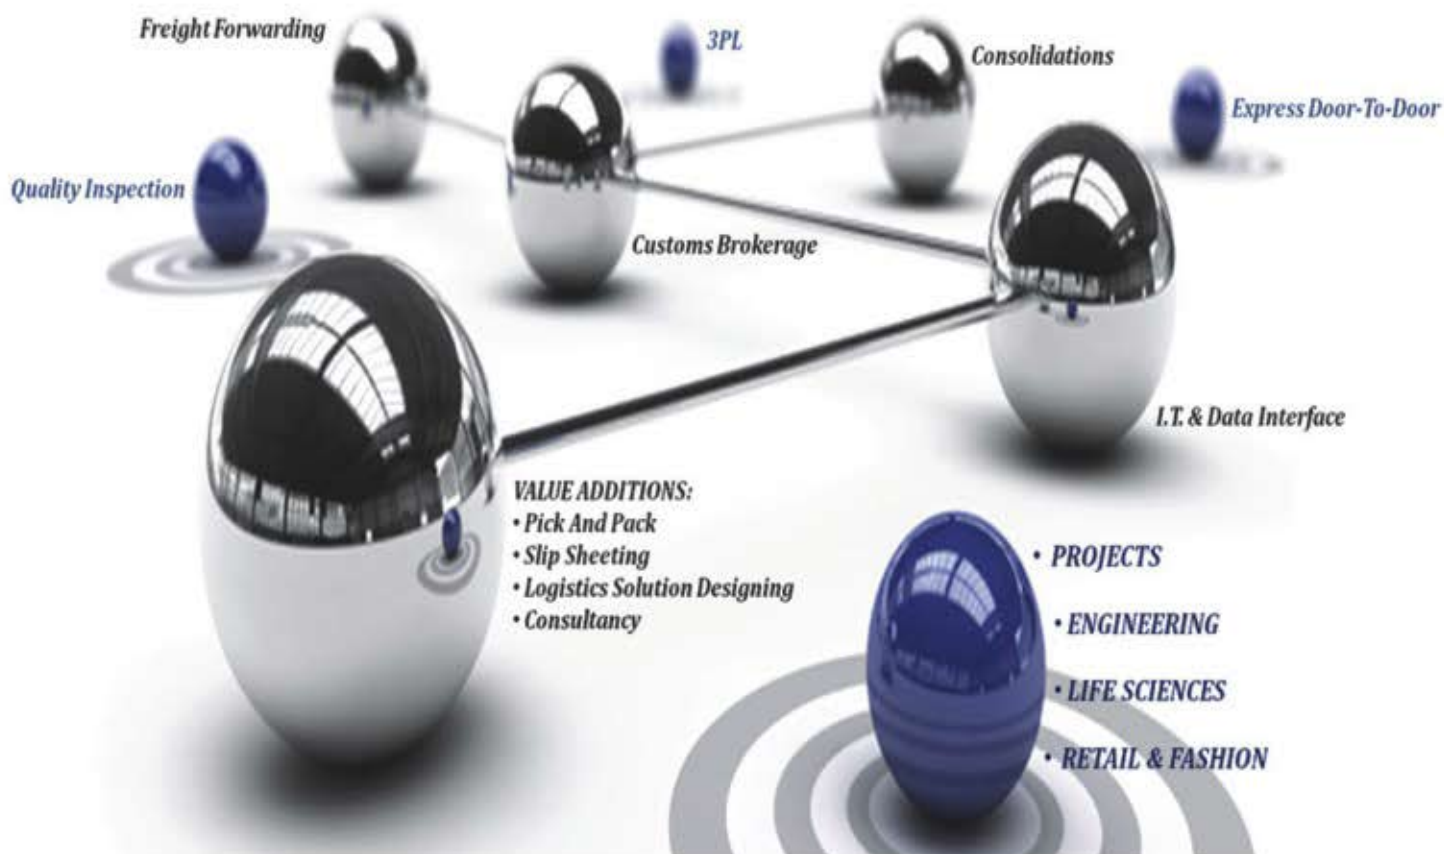 Freight Forwarding
3PL
Consolidations
Express Door-To-Door
Quality Inspection
Customs Brokerage
I.T. & Data Interface
VALUE ADDITIONS:
• Pick And Pack
• Slip Sheeting
• Logistics Solution Designing
• Consultancy
• PROJECTS
• ENGINEERING
• LIFE SCIENCES
• RETAIL & FASHION